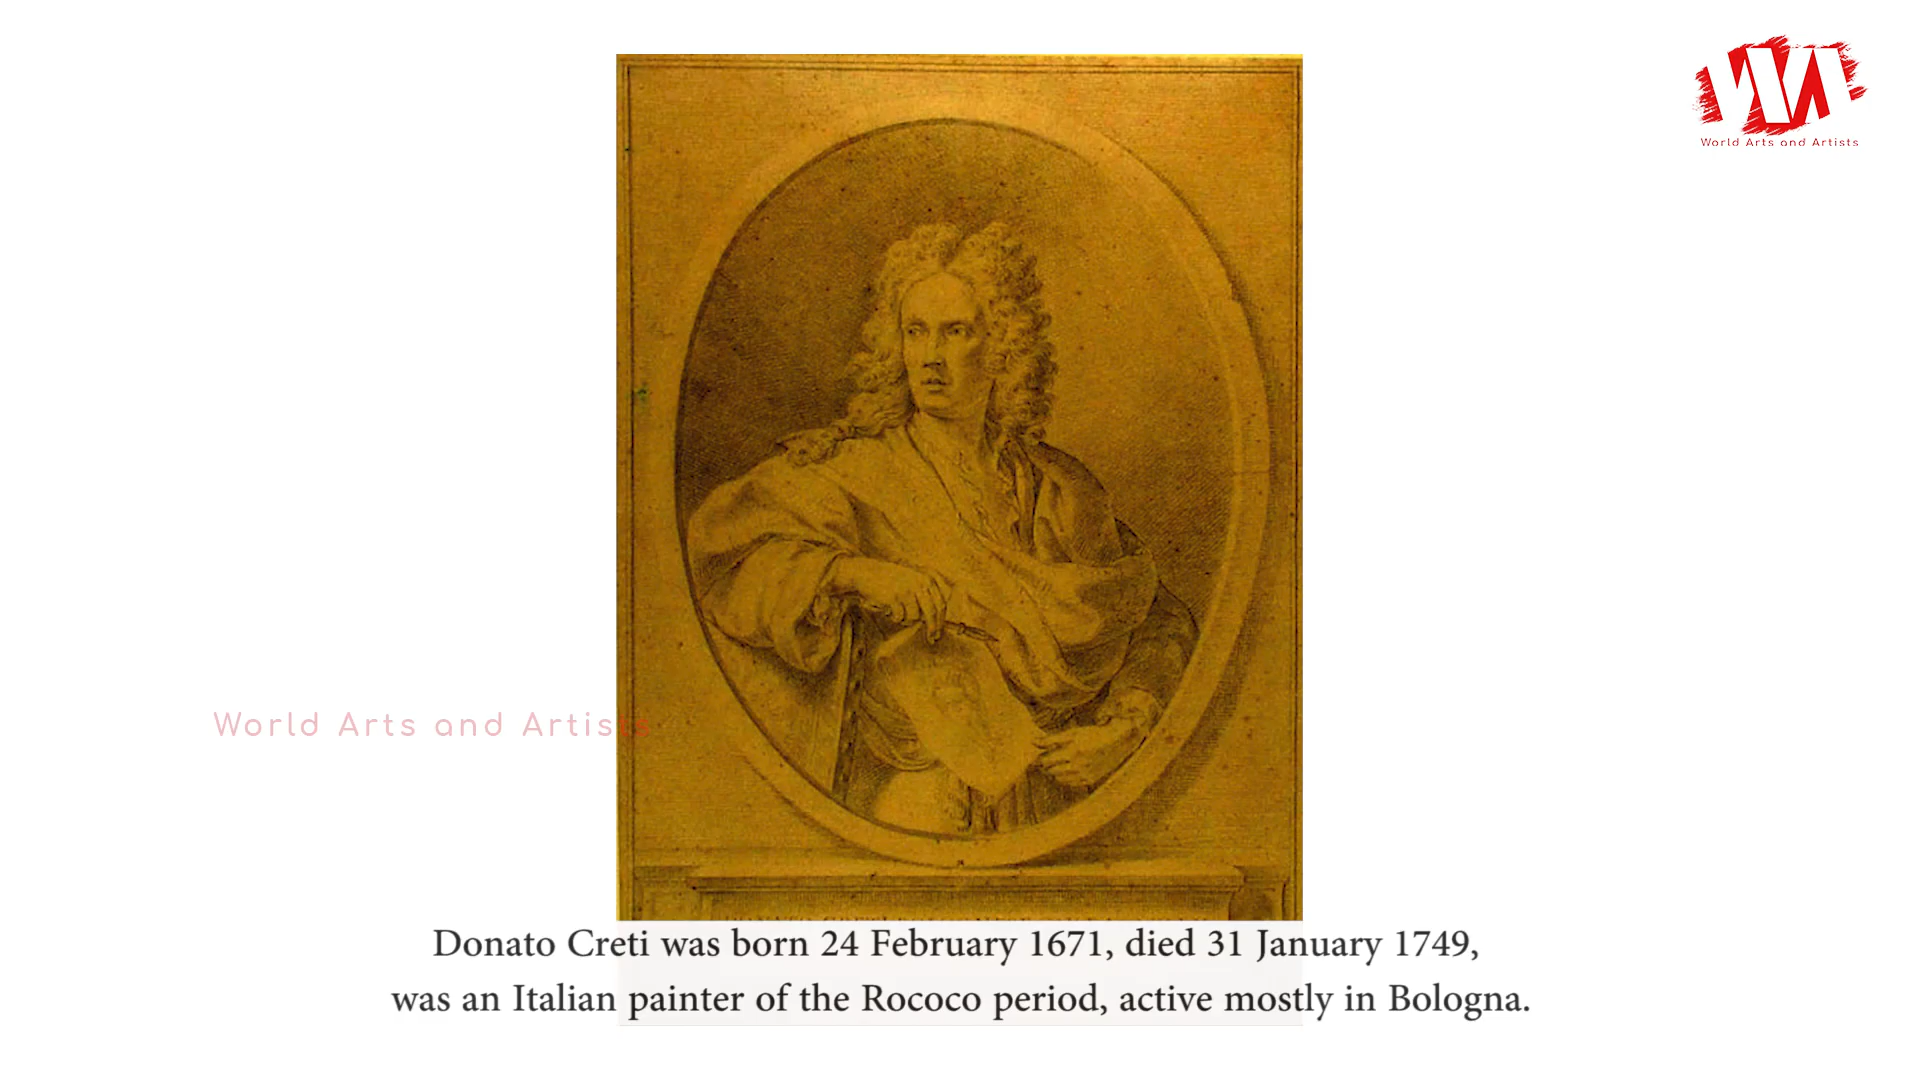 World Arts and Artists
World Arts and Artists
Donato Creti was born 24 February 1671, died 31 January 1749,
was an Italian painter of the Rococo period, active mostly in Bologna.